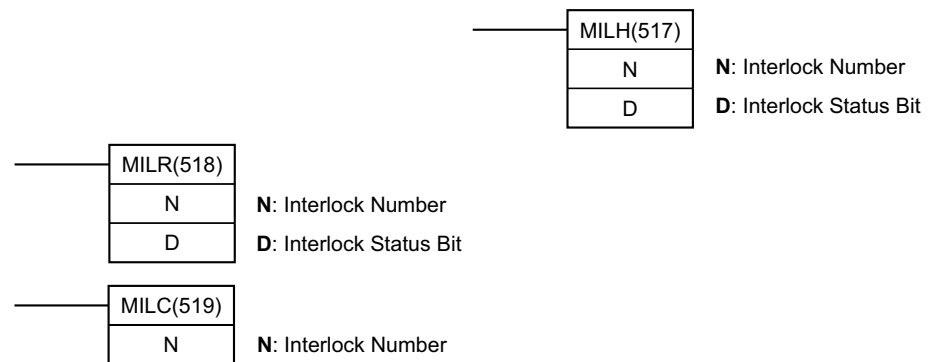 MILH(517)
N N: Interlock Number
D D: Interlock Status Bit
MILR(518)
N N: Interlock Number
D D: Interlock Status Bit
MILC(519)
N N: Interlock Number